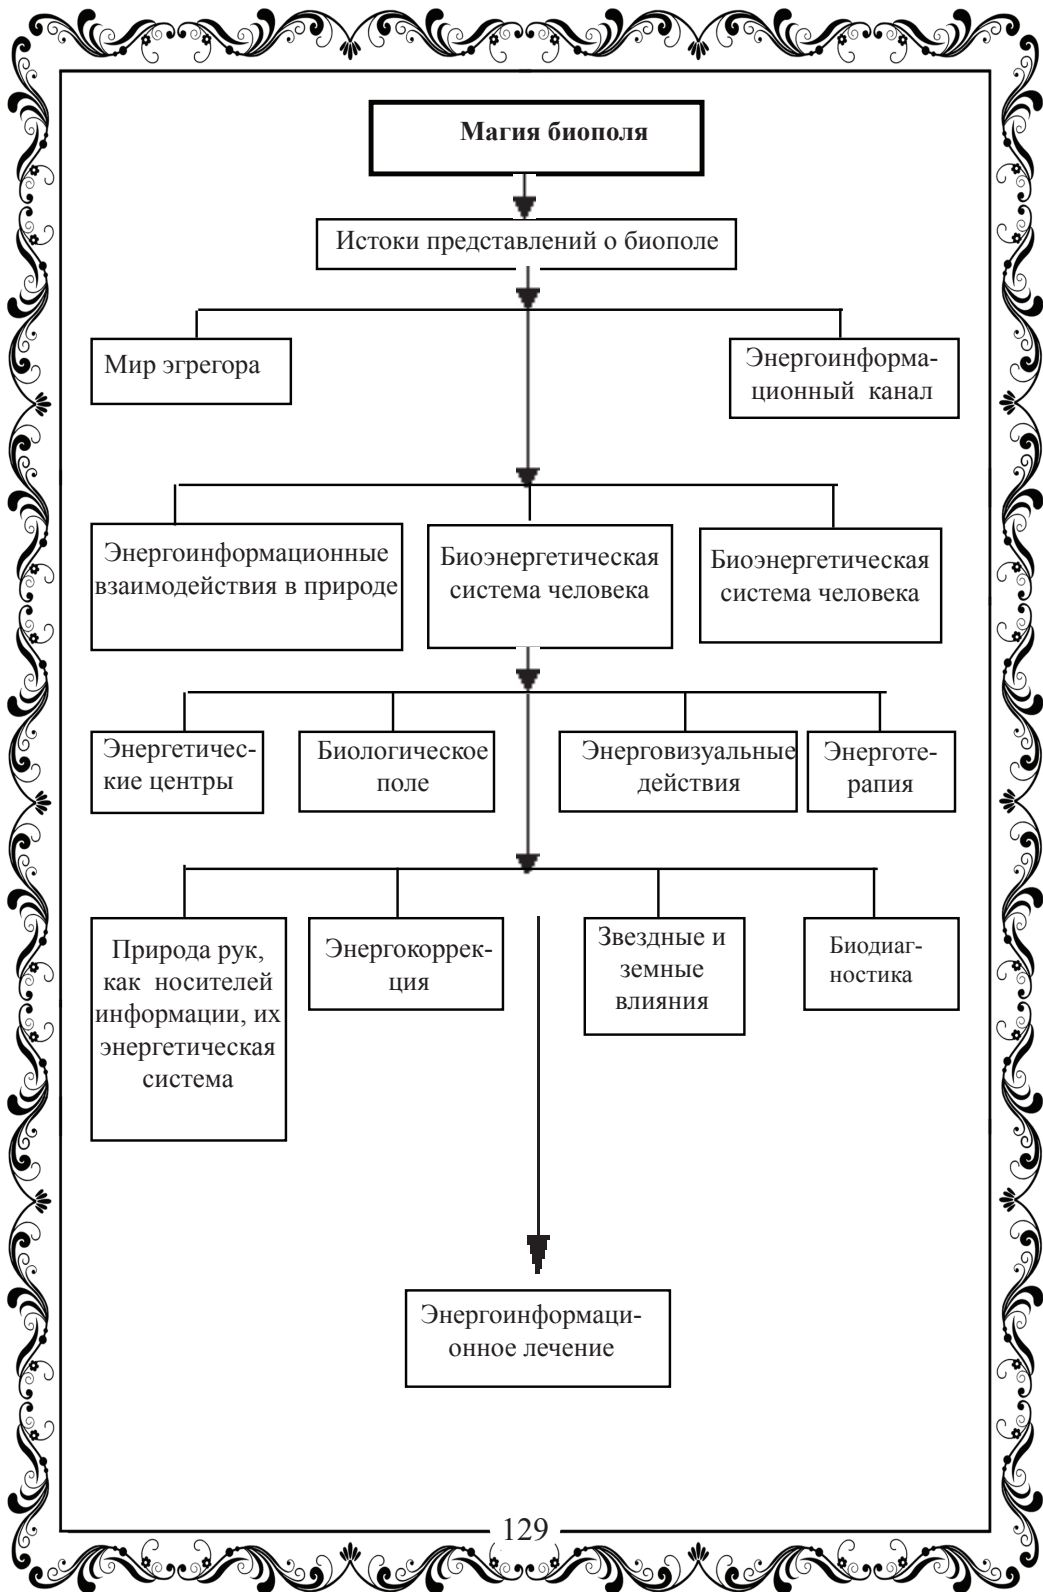 Магия биополя
Истоки представлений о биополе
Мир эгрегора
Энергоинформа-
ционный канал
Энергоинформационные
взаимодействия в природе
Биоэнергетическая
система человека
Биоэнергетическая
система человека
Энергетичес-
кие центры
Биологическое
поле
Энерговизуальные
действия
Энерготе-
рапия
Природа рук,
как носителей
информации, их
энергетическая
система
Энергокоррек-
ция
Звездные и
земные
влияния
Биодиаг-
ностика
Энергоинформаци-
онное лечение
129